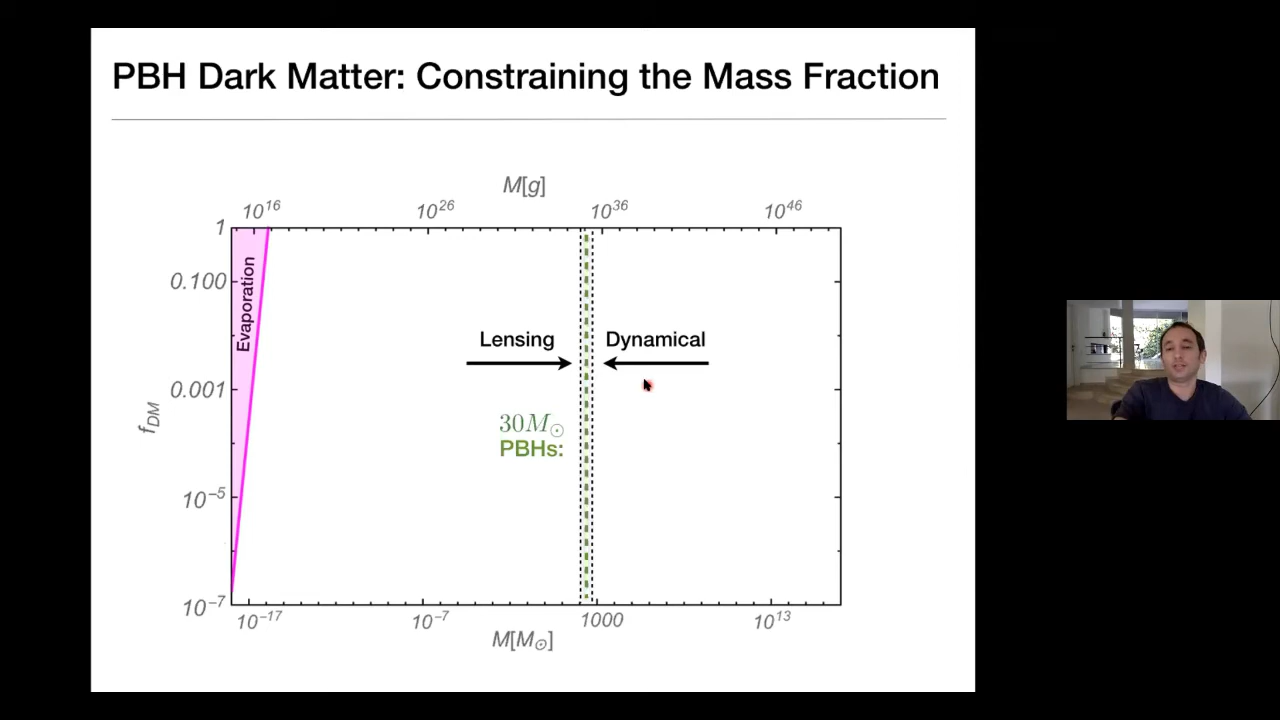 PBH Dark Matter: Constraining the Mass Fraction
M[g]
10^16 10^26 10^36 10^46
1
0.100
0.001
10^−5
10^−7
f_DM
Evaporation
Lensing
Dynamical
30M_⊙
PBHs:
10^−17 10^−7 1000 10^13
M[M_⊙]